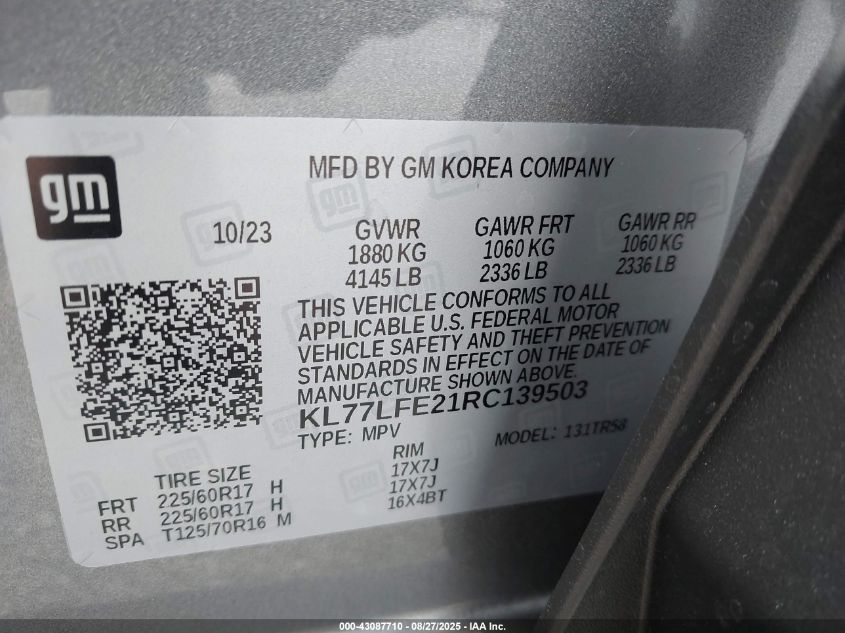 gm
MFD BY GM KOREA COMPANY
10/23
GVWR GAWR FRT GAWR RR
1880 KG 1060 KG 1060 KG
4145 LB 2336 LB 2336 LB
THIS VEHICLE CONFORMS TO ALL
APPLICABLE U.S. FEDERAL MOTOR
VEHICLE SAFETY AND THEFT PREVENTION
STANDARDS IN EFFECT ON THE DATE OF
MANUFACTURE SHOWN ABOVE.
KL77LFE21RC139503
TYPE: MPV MODEL: 131TR58
TIRE SIZE RIM
FRT 225/60R17 H 17X7J
RR 225/60R17 H 17X7J
SPA T125/70R16 M 16X4BT
000-43087710 - 08/27/2025 - IAA Inc.